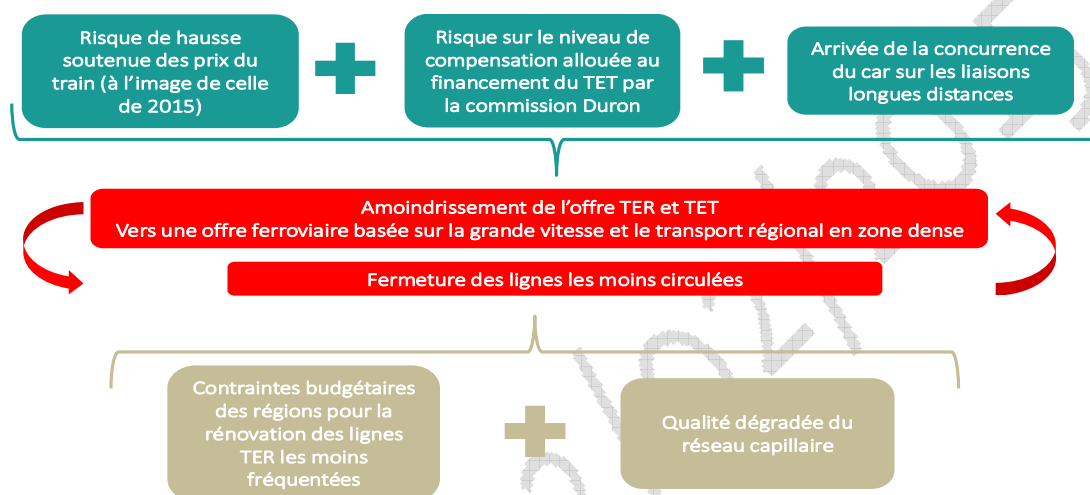 Risque de hausse
soutenue des prix du
train (à l'image de celle
de 2015)
Risque sur le niveau de
compensation allouée au
financement du TET par
la commission Duron
Arrivée de la concurrence
du car sur les liaisons
longues distances
Amoindrissement de l'offre TER et TET
Vers une offre ferroviaire basée sur la grande vitesse et le transport régional en zone dense
Fermeture des lignes les moins circulées
Contraintes budgétaires
des régions pour la
rénovation des lignes
TER les moins
fréquentées
Qualité dégradée du
réseau capillaire